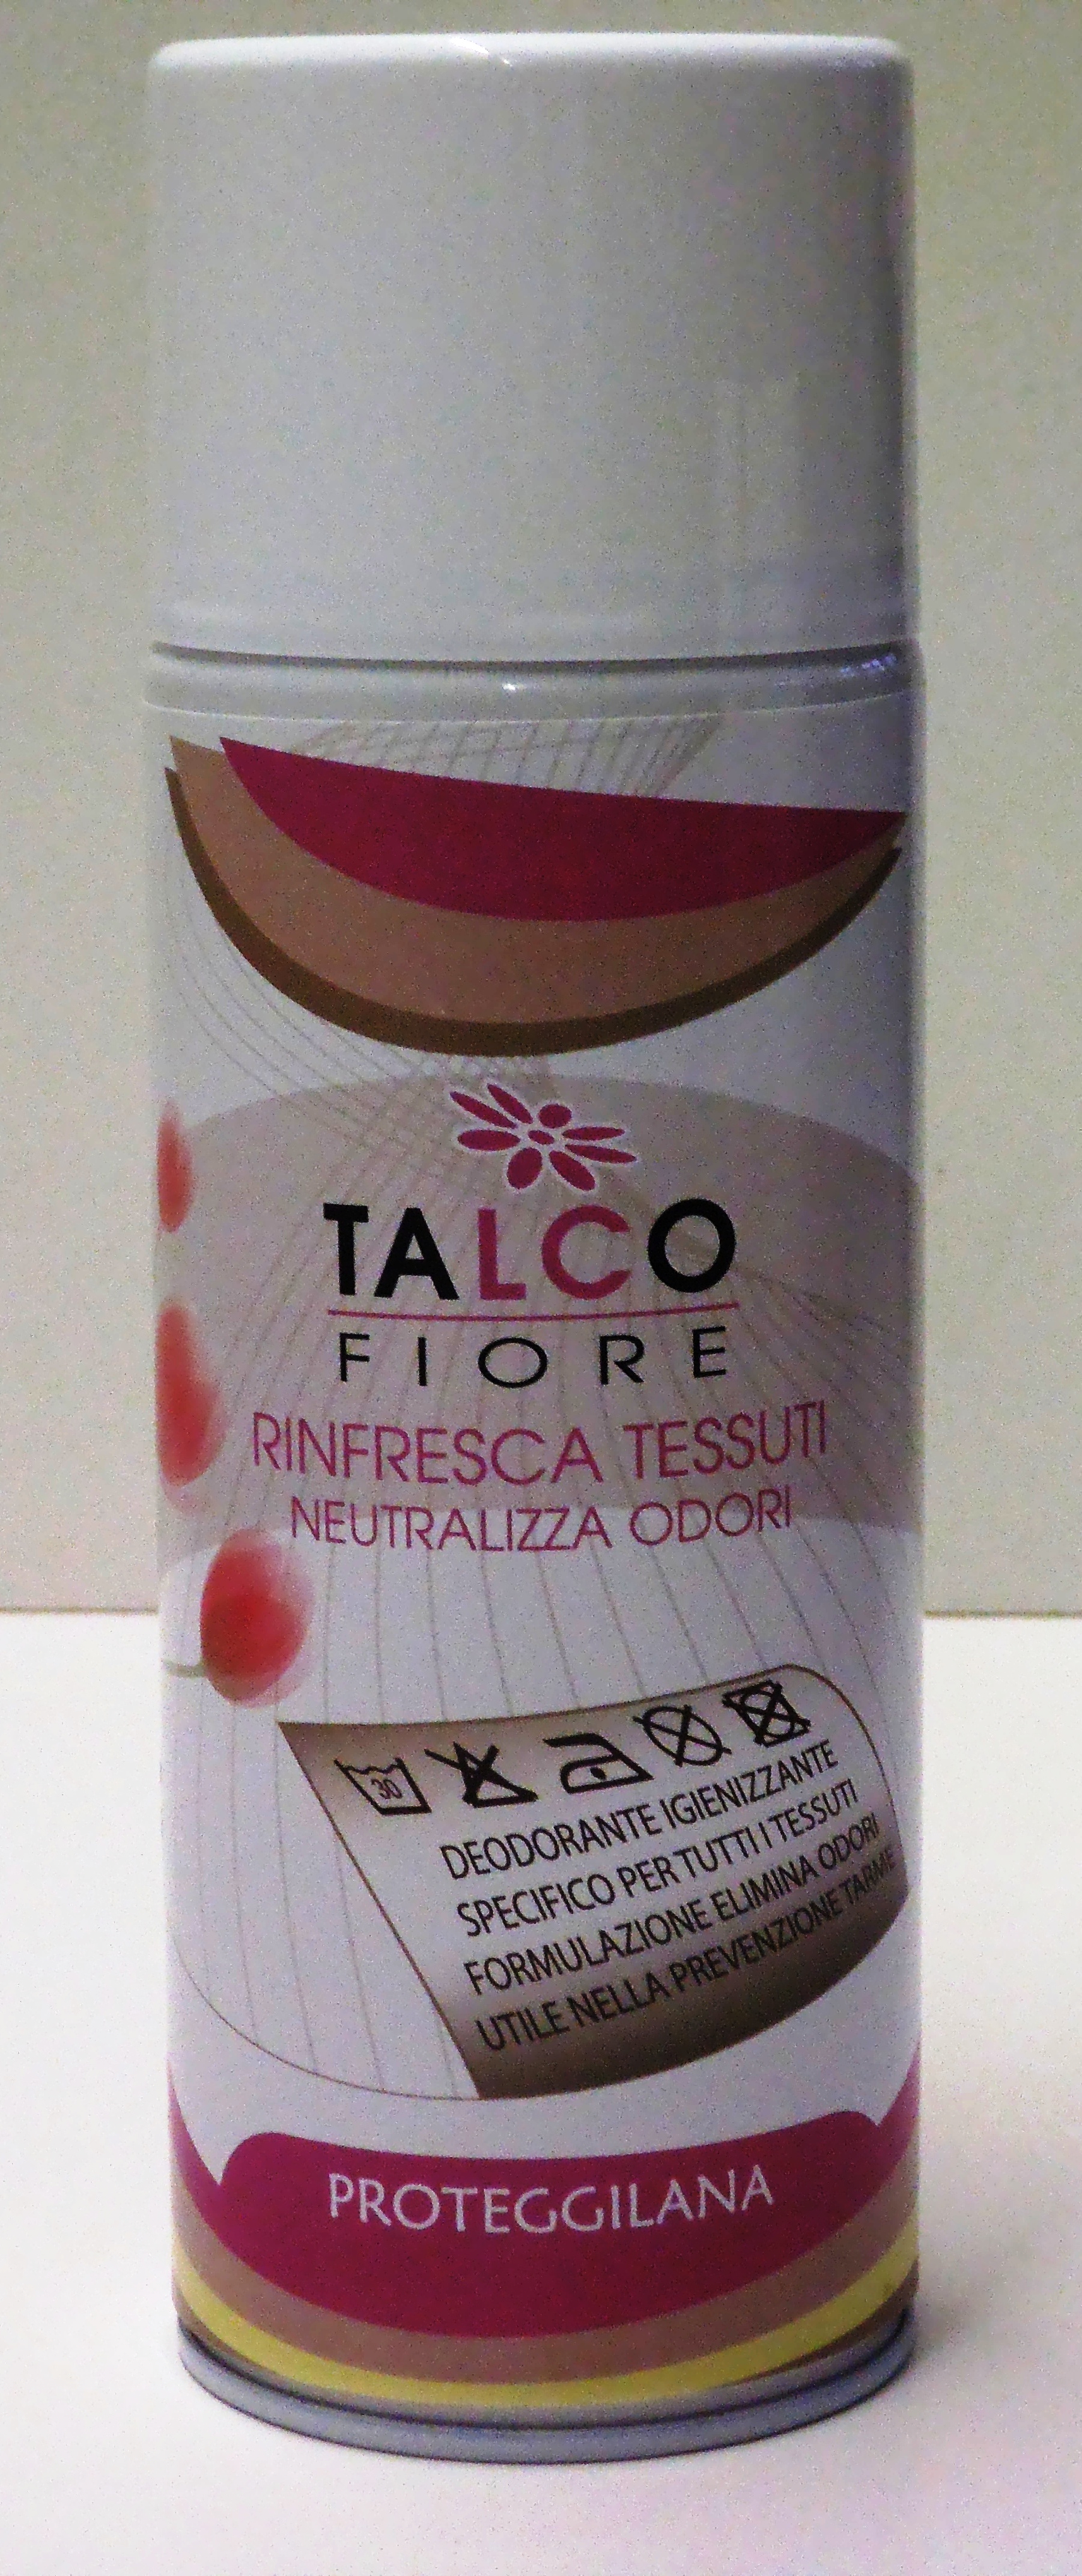 TALCO
FIORE
RINFRESCA TESSUTI
NEUTRALIZZA ODORI
30
DEODORANTE IGIENIZZANTE
SPECIFICO PER TUTTI I TESSUTI
FORMULAZIONE ELIMINA ODORI
UTILE NELLA PREVENZIONE TARME
PROTEGGILANA